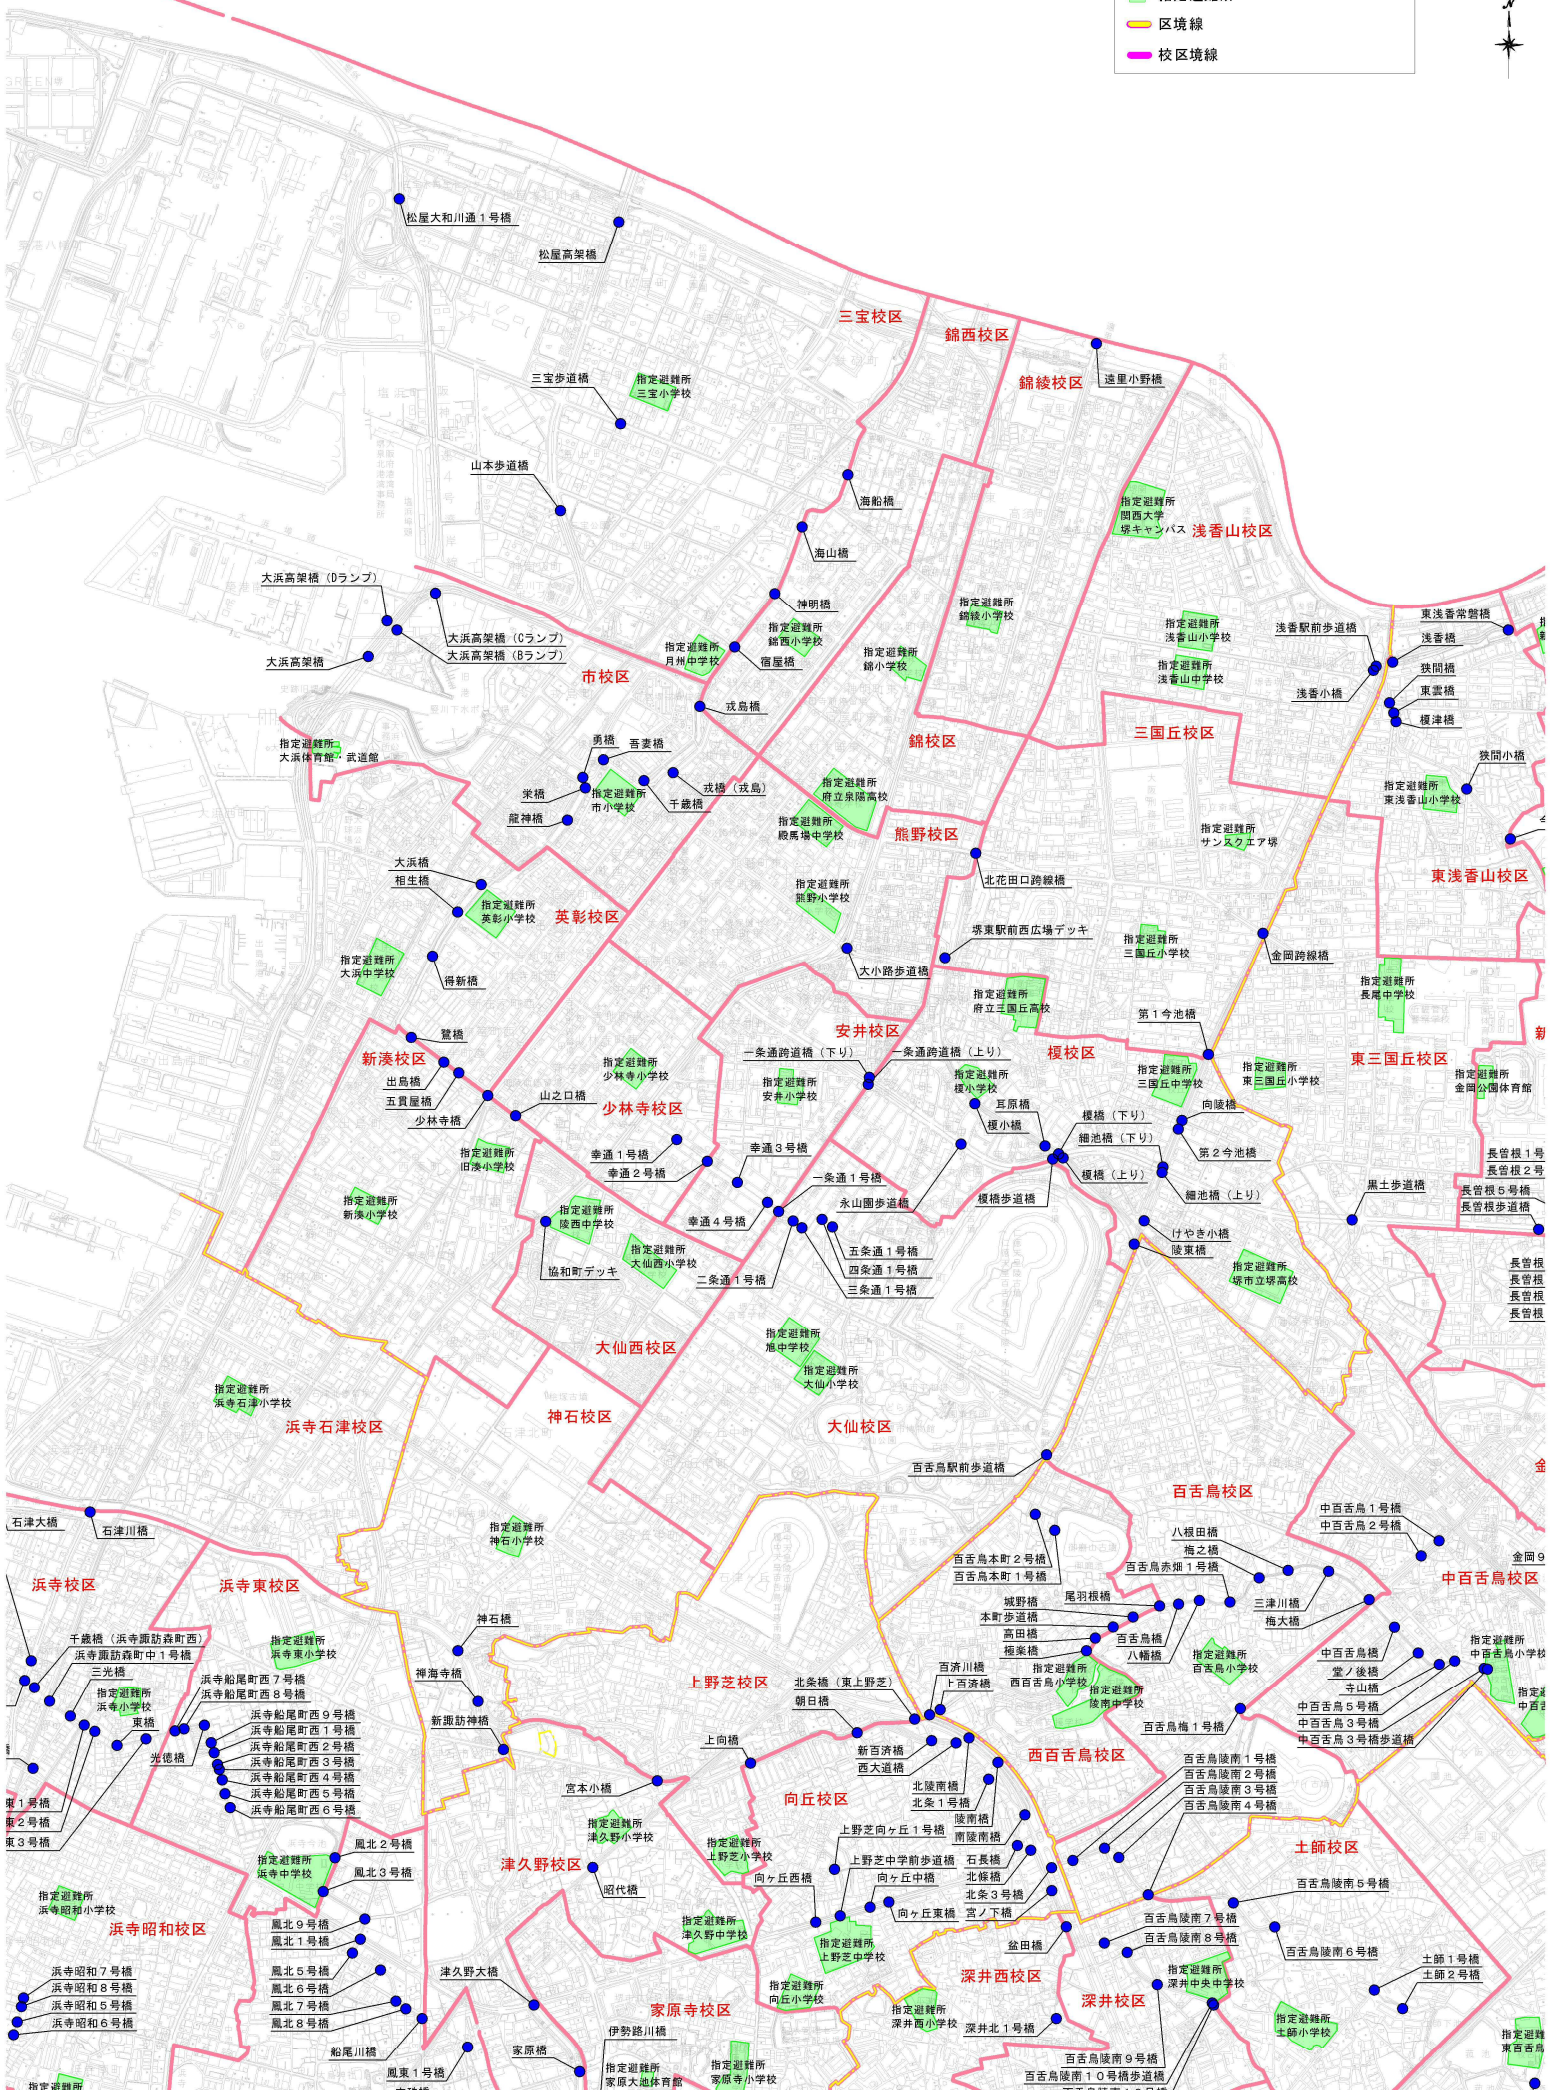 区境線
校区境線
N
松屋大和川通１号橋
松屋高架橋
三宝校区
錦西校区
錦綾校区
遠里小野橋
三宝歩道橋
指定避難所
三宝小学校
山本歩道橋
海船橋
海山橋
指定避難所
関西大学
堺キャンパス
浅香山校区
大浜高架橋（Dランプ）
神明橋
指定避難所
錦綾小学校
大浜高架橋（Cランプ）
大浜高架橋（Bランプ）
大浜高架橋
指定避難所
月州中学校
指定避難所
錦西小学校
宿屋橋
指定避難所
錦小学校
指定避難所
浅香山小学校
指定避難所
浅香山中学校
浅香駅前歩道橋
東浅香常磐橋
浅香橋
狭間橋
東雲橋
榎津橋
浅香小橋
市校区
戎島橋
錦校区
三国丘校区
指定避難所
大浜体育館・武道館
勇橋
吾妻橋
栄橋
指定避難所
市小学校
戎橋（戎島）
千歳橋
龍神橋
指定避難所
府立泉陽高校
指定避難所
殿馬場中学校
熊野校区
狭間小橋
指定避難所
東浅香山小学校
指定避難所
サンスクエア堺
大浜橋
相生橋
指定避難所
英彰小学校
英彰校区
指定避難所
熊野小学校
北花田口跨線橋
東浅香山校区
指定避難所
大浜中学校
得新橋
大小路歩道橋
堺東駅前西広場デッキ
指定避難所
三国丘小学校
金岡跨線橋
指定避難所
府立三国丘高校
指定避難所
長尾中学校
鷺橋
新湊校区
出島橋
五貫屋橋
少林寺橋
山之口橋
指定避難所
少林寺小学校
少林寺校区
安井校区
一条通跨道橋（下り）
一条通跨道橋（上り）
指定避難所
安井小学校
指定避難所
榎小学校
榎校区
第１今池橋
指定避難所
三国丘中学校
指定避難所
東三国丘小学校
東三国丘校区
指定避難所
金岡公園体育館
榎小橋
耳原橋
榎橋（下り）
細池橋（下り）
榎橋（上り）
細池橋（上り）
向陵橋
第２今池橋
指定避難所
旧湊小学校
幸通１号橋
幸通２号橋
幸通３号橋
幸通４号橋
一条通１号橋
永山園歩道橋
榎橋歩道橋
けやき小橋
陵東橋
黒土歩道橋
長曽根１号
長曽根２号
長曽根５号橋
長曽根歩道橋
指定避難所
新湊小学校
指定避難所
陵西中学校
協和町デッキ
指定避難所
大仙西小学校
二条通１号橋
五条通１号橋
四条通１号橋
三条通１号橋
指定避難所
堺市立堺高校
長曽根
長曽根
長曽根
長曽根
大仙西校区
指定避難所
旭中学校
指定避難所
大仙小学校
指定避難所
浜寺石津小学校
浜寺石津校区
神石校区
大仙校区
百舌鳥駅前歩道橋
百舌鳥校区
石津大橋
石津川橋
指定避難所
神石小学校
中百舌鳥１号橋
中百舌鳥２号橋
八根田橋
梅之橋
百舌鳥赤畑１号橋
百舌鳥本町２号橋
百舌鳥本町１号橋
金岡９
中百舌鳥校区
浜寺校区
浜寺東校区
三津川橋
梅大橋
尾羽根橋
城野橋
本町歩道橋
高田橋
極楽橋
百舌鳥橋
八幡橋
神石橋
千歳橋（浜寺諏訪森町西）
浜寺諏訪森町中１号橋
三光橋
指定避難所
浜寺東小学校
禅海寺橋
上野芝校区
北条橋（東上野芝）
百済川橋
上百済橋
朝日橋
指定避難所
西百舌鳥小学校
指定避難所
陵南中学校
指定避難所
百舌鳥小学校
中百舌鳥橋
堂ノ後橋
寺山橋
中百舌鳥５号橋
中百舌鳥３号橋
中百舌鳥３号橋歩道橋
指定避難所
中百舌鳥小学校
指定避難所
浜寺小学校
東橋
光徳橋
浜寺船尾町西７号橋
浜寺船尾町西８号橋
浜寺船尾町西９号橋
浜寺船尾町西１号橋
浜寺船尾町西２号橋
浜寺船尾町西３号橋
浜寺船尾町西４号橋
浜寺船尾町西５号橋
浜寺船尾町西６号橋
新諏訪神橋
上向橋
新百済橋
西大道橋
百舌鳥梅１号橋
西百舌鳥校区
宮本小橋
向丘校区
北陵南橋
北条１号橋
陵南橋
南陵南橋
百舌鳥陵南１号橋
百舌鳥陵南２号橋
百舌鳥陵南３号橋
百舌鳥陵南４号橋
東１号橋
東２号橋
東３号橋
指定避難所
津久野小学校
指定避難所
上野芝小学校
上野芝向ヶ丘１号橋
上野芝中学前歩道橋
石長橋
北條橋
北条３号橋
宮ノ下橋
土師校区
鳳北２号橋
鳳北３号橋
指定避難所
浜寺中学校
津久野校区
昭代橋
向ヶ丘西橋
向ヶ丘中橋
向ヶ丘東橋
百舌鳥陵南５号橋
指定避難所
浜寺昭和小学校
浜寺昭和校区
鳳北９号橋
鳳北１号橋
鳳北５号橋
鳳北６号橋
鳳北７号橋
鳳北８号橋
指定避難所
津久野中学校
指定避難所
上野芝中学校
盆田橋
百舌鳥陵南７号橋
百舌鳥陵南８号橋
百舌鳥陵南６号橋
深井西校区
指定避難所
深井中央中学校
土師１号橋
土師２号橋
浜寺昭和７号橋
浜寺昭和８号橋
浜寺昭和５号橋
浜寺昭和６号橋
津久野大橋
指定避難所
向丘小学校
家原寺校区
指定避難所
深井西小学校
深井校区
深井北１号橋
指定避難所
土師小学校
船尾川橋
鳳東１号橋
家原橋
伊勢路川橋
指定避難所
家原大池体育館
指定避難所
家原寺小学校
百舌鳥陵南９号橋
百舌鳥陵南１０号橋歩道橋
指定避難
東百舌鳥
指定避難所